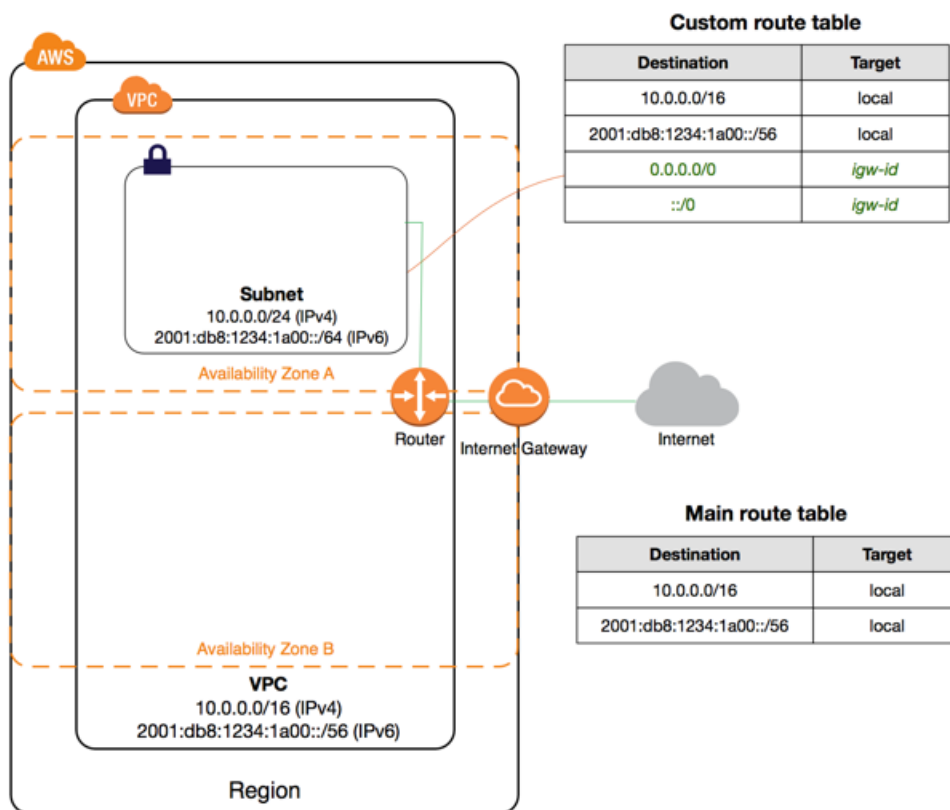 Custom route table
AWS
Destination Target
VPC
10.0.0.0/16 local
2001:db8:1234:1a00::/56 local
0.0.0.0/0 igw-id
::/0 igw-id
Subnet
10.0.0.0/24 (IPv4)
2001:db8:1234:1a00::/64 (IPv6)
Availability Zone A
Router
Internet Gateway
Internet
Main route table
Destination Target
10.0.0.0/16 local
2001:db8:1234:1a00::/56 local
Availability Zone B
VPC
10.0.0.0/16 (IPv4)
2001:db8:1234:1a00::/56 (IPv6)
Region